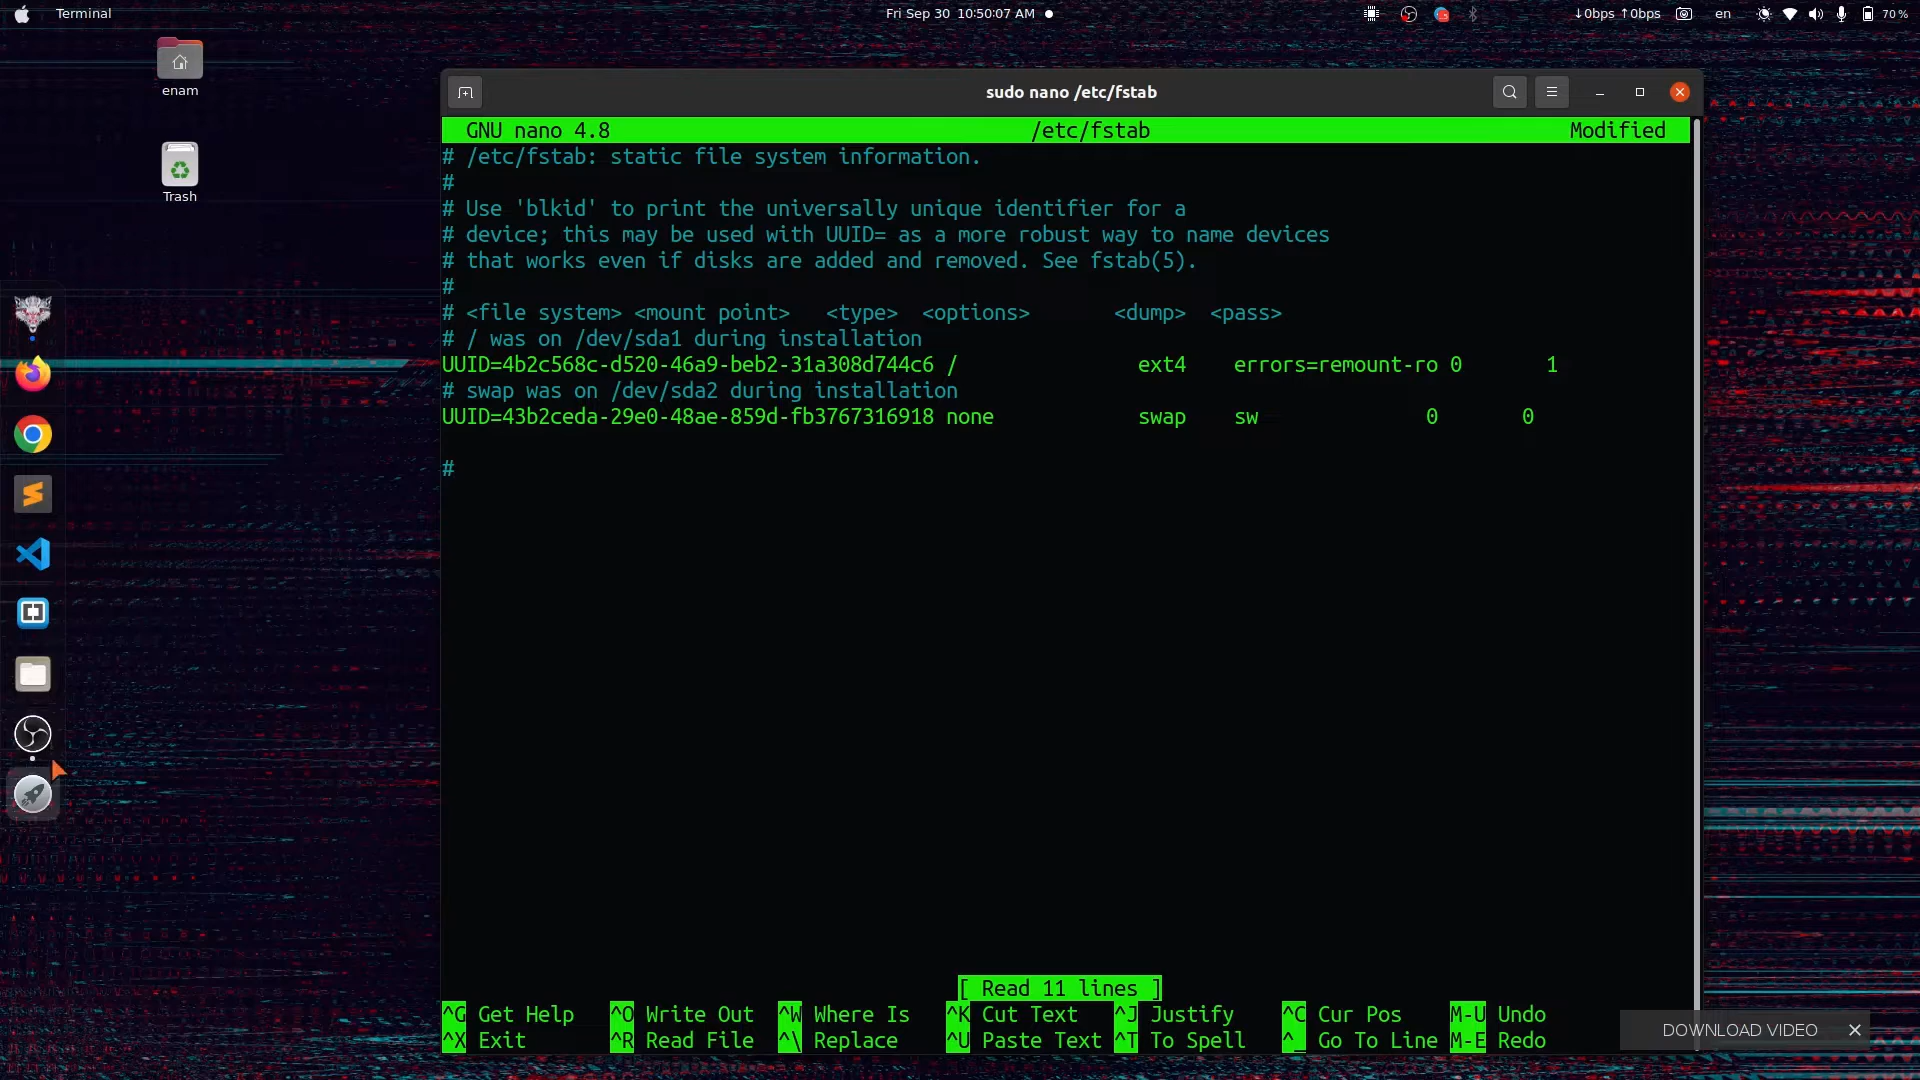 Terminal
Fri Sep 30 10:50:07 AM
↓0bps ↑0bps
en
70 %
enam
Trash
sudo nano /etc/fstab
GNU nano 4.8 /etc/fstab Modified
# /etc/fstab: static file system information.
#
# Use 'blkid' to print the universally unique identifier for a
# device; this may be used with UUID= as a more robust way to name devices
# that works even if disks are added and removed. See fstab(5).
#
# <file system> <mount point>   <type>  <options>       <dump>  <pass>
# / was on /dev/sda1 during installation
UUID=4b2c568c-d520-46a9-beb2-31a308d744c6 /               ext4    errors=remount-ro 0       1
# swap was on /dev/sda2 during installation
UUID=43b2ceda-29e0-48ae-859d-fb3767316918 none            swap    sw              0       0
#
[ Read 11 lines ]
^G Get Help ^O Write Out ^W Where Is ^K Cut Text ^J Justify ^C Cur Pos M-U Undo
^X Exit ^R Read File ^\ Replace ^U Paste Text ^T To Spell ^_ Go To Line M-E Redo
DOWNLOAD VIDEO